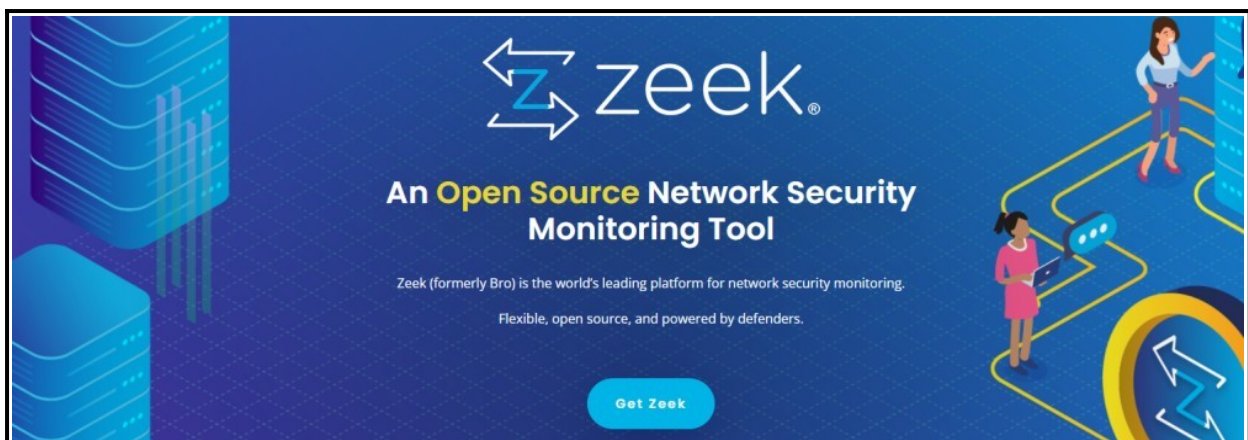 zeek®
An Open Source Network Security
Monitoring Tool
Zeek (formerly Bro) is the world's leading platform for network security monitoring.
Flexible, open source, and powered by defenders.
Get Zeek